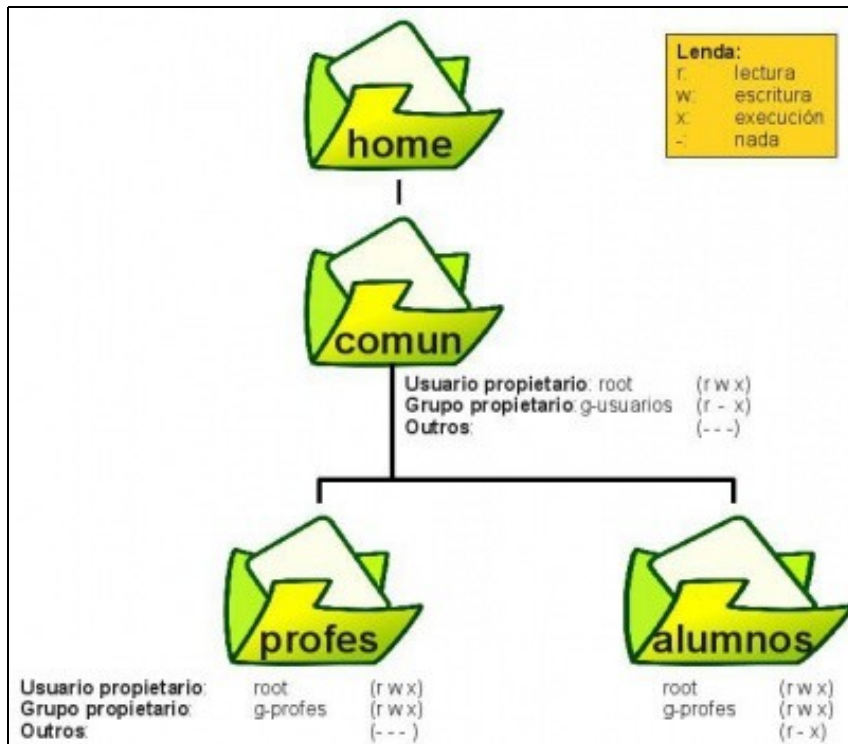 home
Lenda:
r: lectura
w: escritura
x: execución
-: nada
comun
Usuario propietario: root (r w x)
Grupo propietario: g-usuarios (r - x)
Outros: (- - -)
profes
alumnos
Usuario propietario: root (r w x) root (r w x)
Grupo propietario: g-profes (r w x) g-profes (r w x)
Outros: (- - -) (r - x)